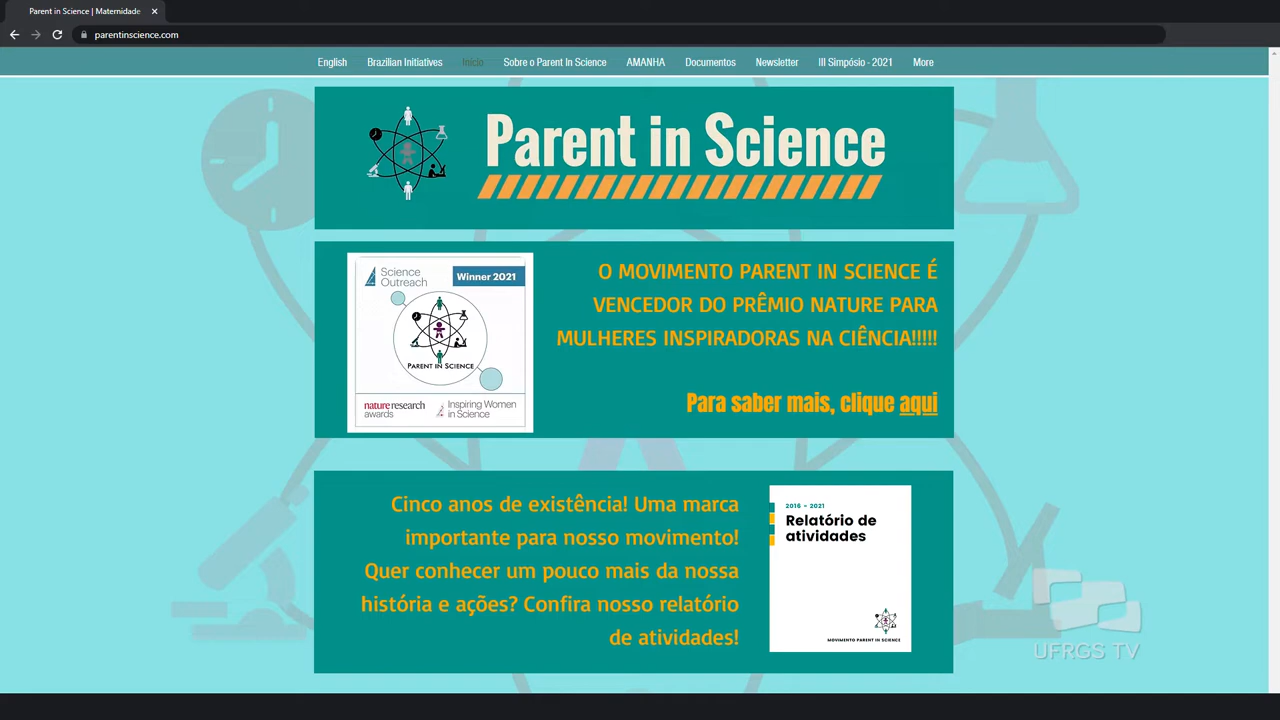 Parent in Science | Maternidade
parentinscience.com
English Brazilian Initiatives Início Sobre o Parent In Science AMANHA Documentos Newsletter III Simpósio - 2021 More
Parent in Science
Science
Outreach
Winner 2021
PARENT IN SCIENCE
natureresearch
awards
Inspiring Women
in Science
O MOVIMENTO PARENT IN SCIENCE É
VENCEDOR DO PRÊMIO NATURE PARA
MULHERES INSPIRADORAS NA CIÊNCIA!!!!!
Para saber mais, clique aqui
Cinco anos de existência! Uma marca
importante para nosso movimento!
Quer conhecer um pouco mais da nossa
história e ações? Confira nosso relatório
de atividades!
2016 - 2021
Relatório de
atividades
MOVIMENTO PARENT IN SCIENCE
UFRGS TV